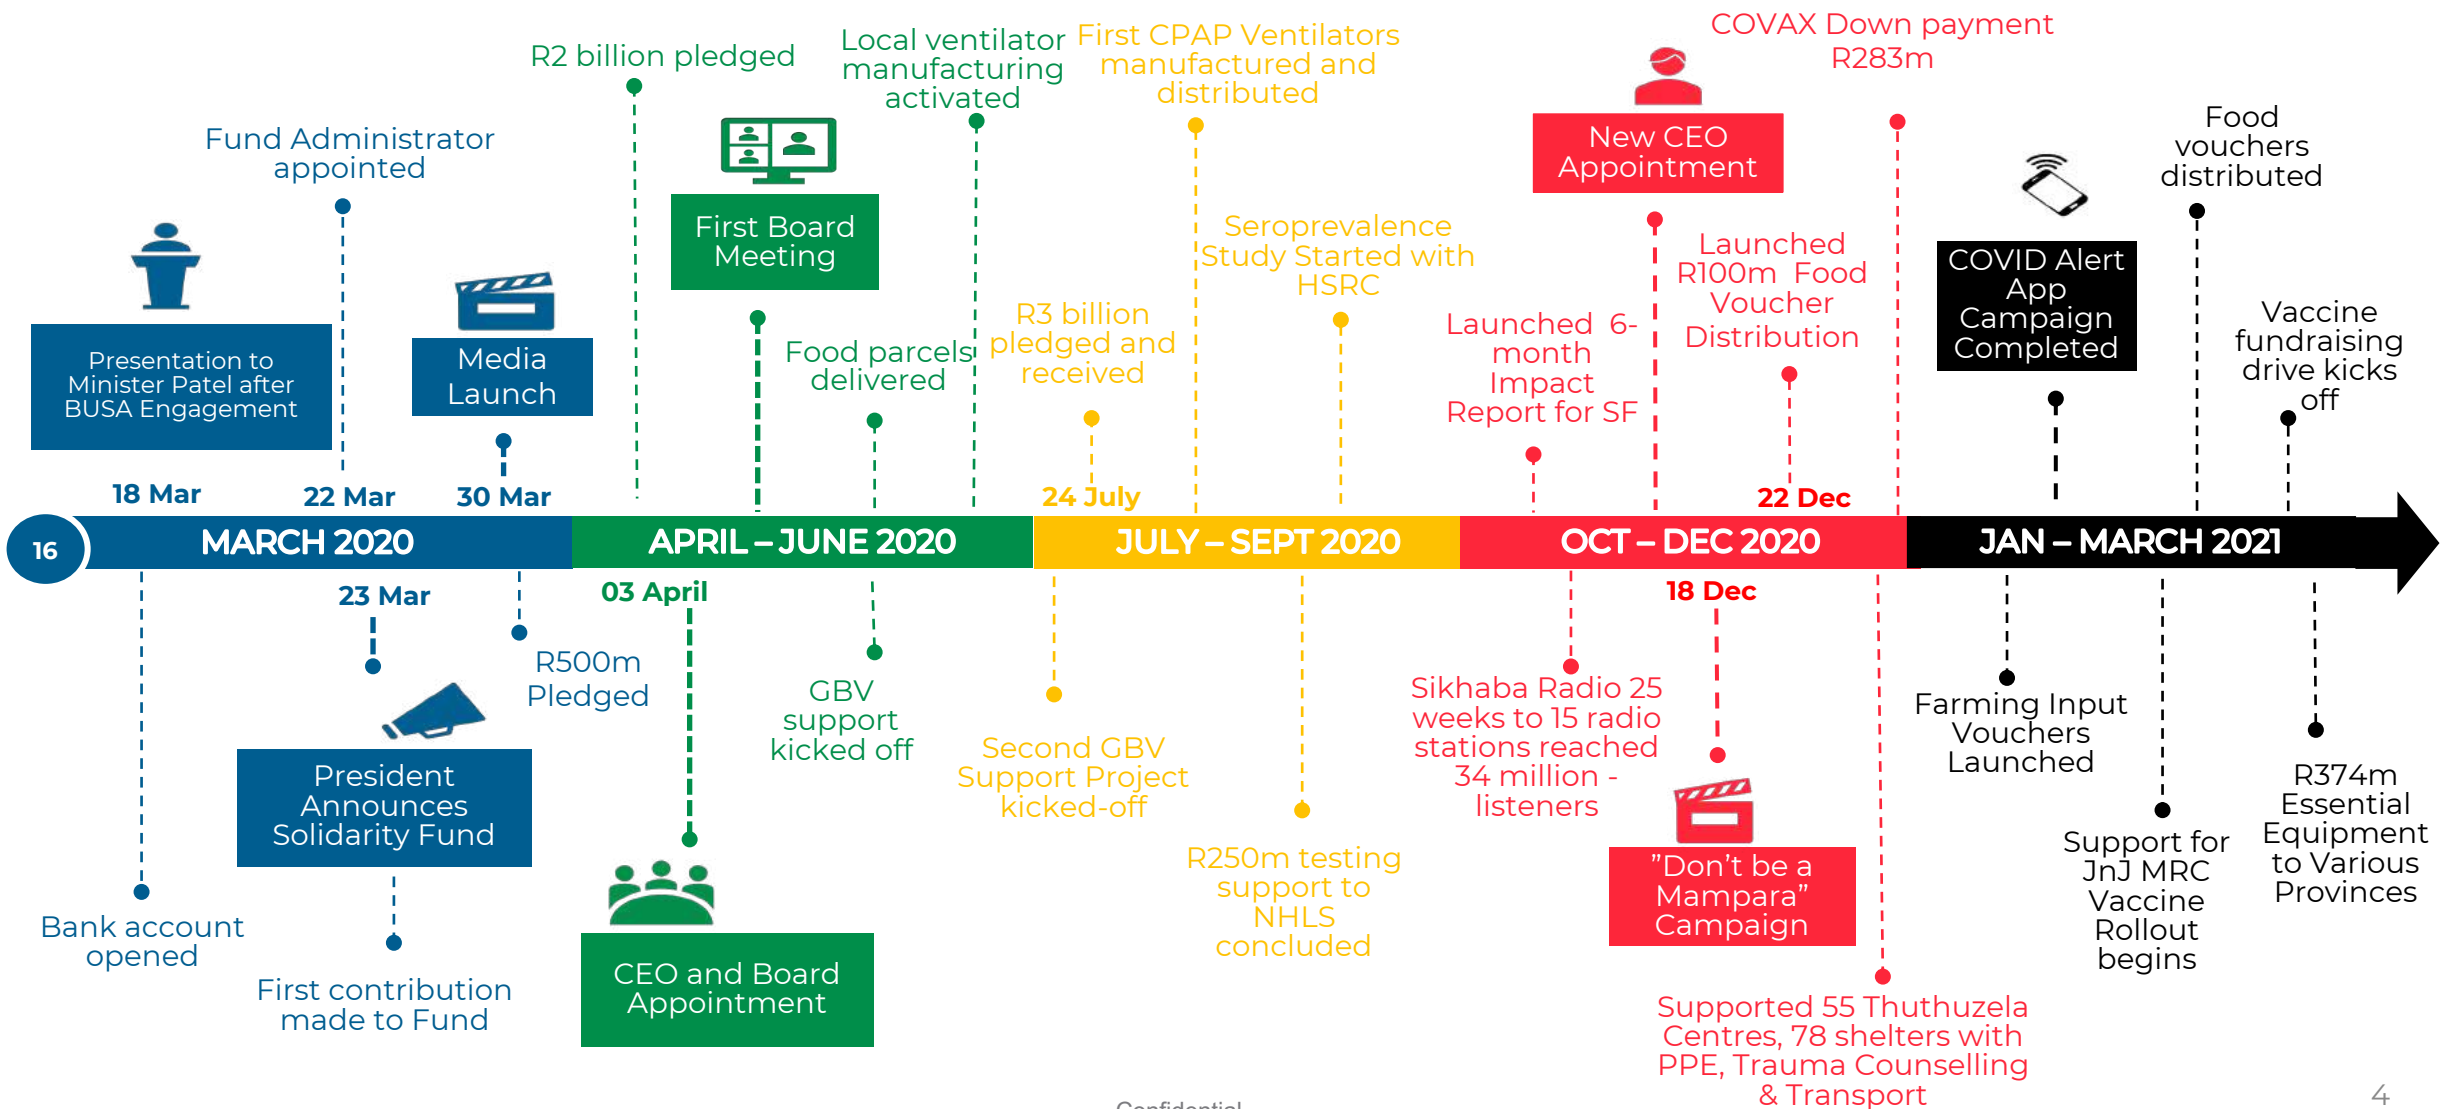 COVAX Down payment
R283m
R2 billion pledged
Local ventilator
manufacturing
activated
First CPAP Ventilators
manufactured and
distributed
New CEO
Appointment
Food
vouchers
distributed
Fund Administrator
appointed
First Board
Meeting
Seroprevalence
Study Started with
HSRC
Launched
R100m Food
Voucher
Distribution
COVID Alert
App
Campaign
Completed
Presentation to
Minister Patel after
BUSA Engagement
Media
Launch
Food parcels
delivered
R3 billion
pledged and
received
Launched 6-
month
Impact
Report for SF
Vaccine
fundraising
drive kicks
off
18 Mar
22 Mar
30 Mar
24 July
22 Dec
16
MARCH 2020
APRIL – JUNE 2020
JULY – SEPT 2020
OCT – DEC 2020
JAN – MARCH 2021
23 Mar
03 April
18 Dec
R500m
Pledged
GBV
support
kicked off
Second GBV
Support Project
kicked-off
Sikhaba Radio 25
weeks to 15 radio
stations reached
34 million -
listeners
Farming Input
Vouchers
Launched
President
Announces
Solidarity Fund
R250m testing
support to
NHLS
concluded
"Don't be a
Mampara"
Campaign
Support for
JnJ MRC
Vaccine
Rollout
begins
R374m
Essential
Equipment
to Various
Provinces
Bank account
opened
First contribution
made to Fund
CEO and Board
Appointment
Supported 55 Thuthuzela
Centres, 78 shelters with
PPE, Trauma Counselling
& Transport
Confidential
4